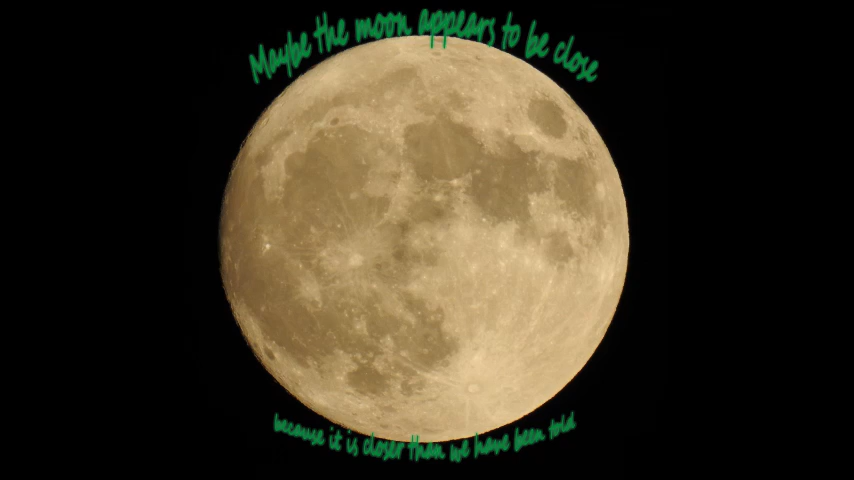 Maybe the moon appears to be close
because it is closer than we have been told